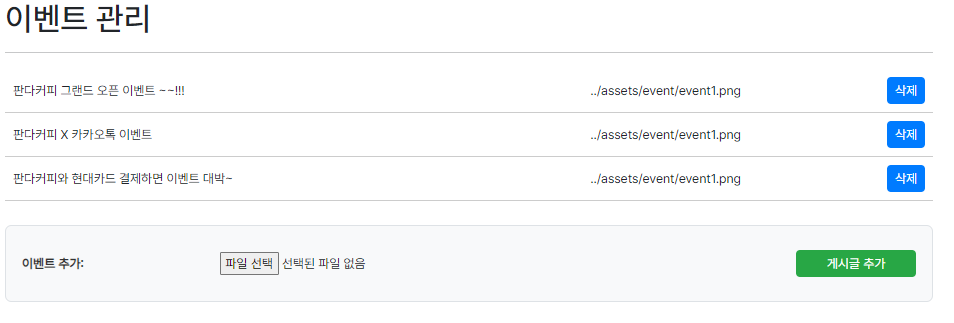 이벤트 관리
판다커피 그랜드 오픈 이벤트 ~~!!! ../assets/event/event1.png 삭제
판다커피 X 카카오톡 이벤트 ../assets/event/event1.png 삭제
판다커피와 현대카드 결제하면 이벤트 대박~ ../assets/event/event1.png 삭제
이벤트 추가: 파일 선택 선택된 파일 없음 게시글 추가